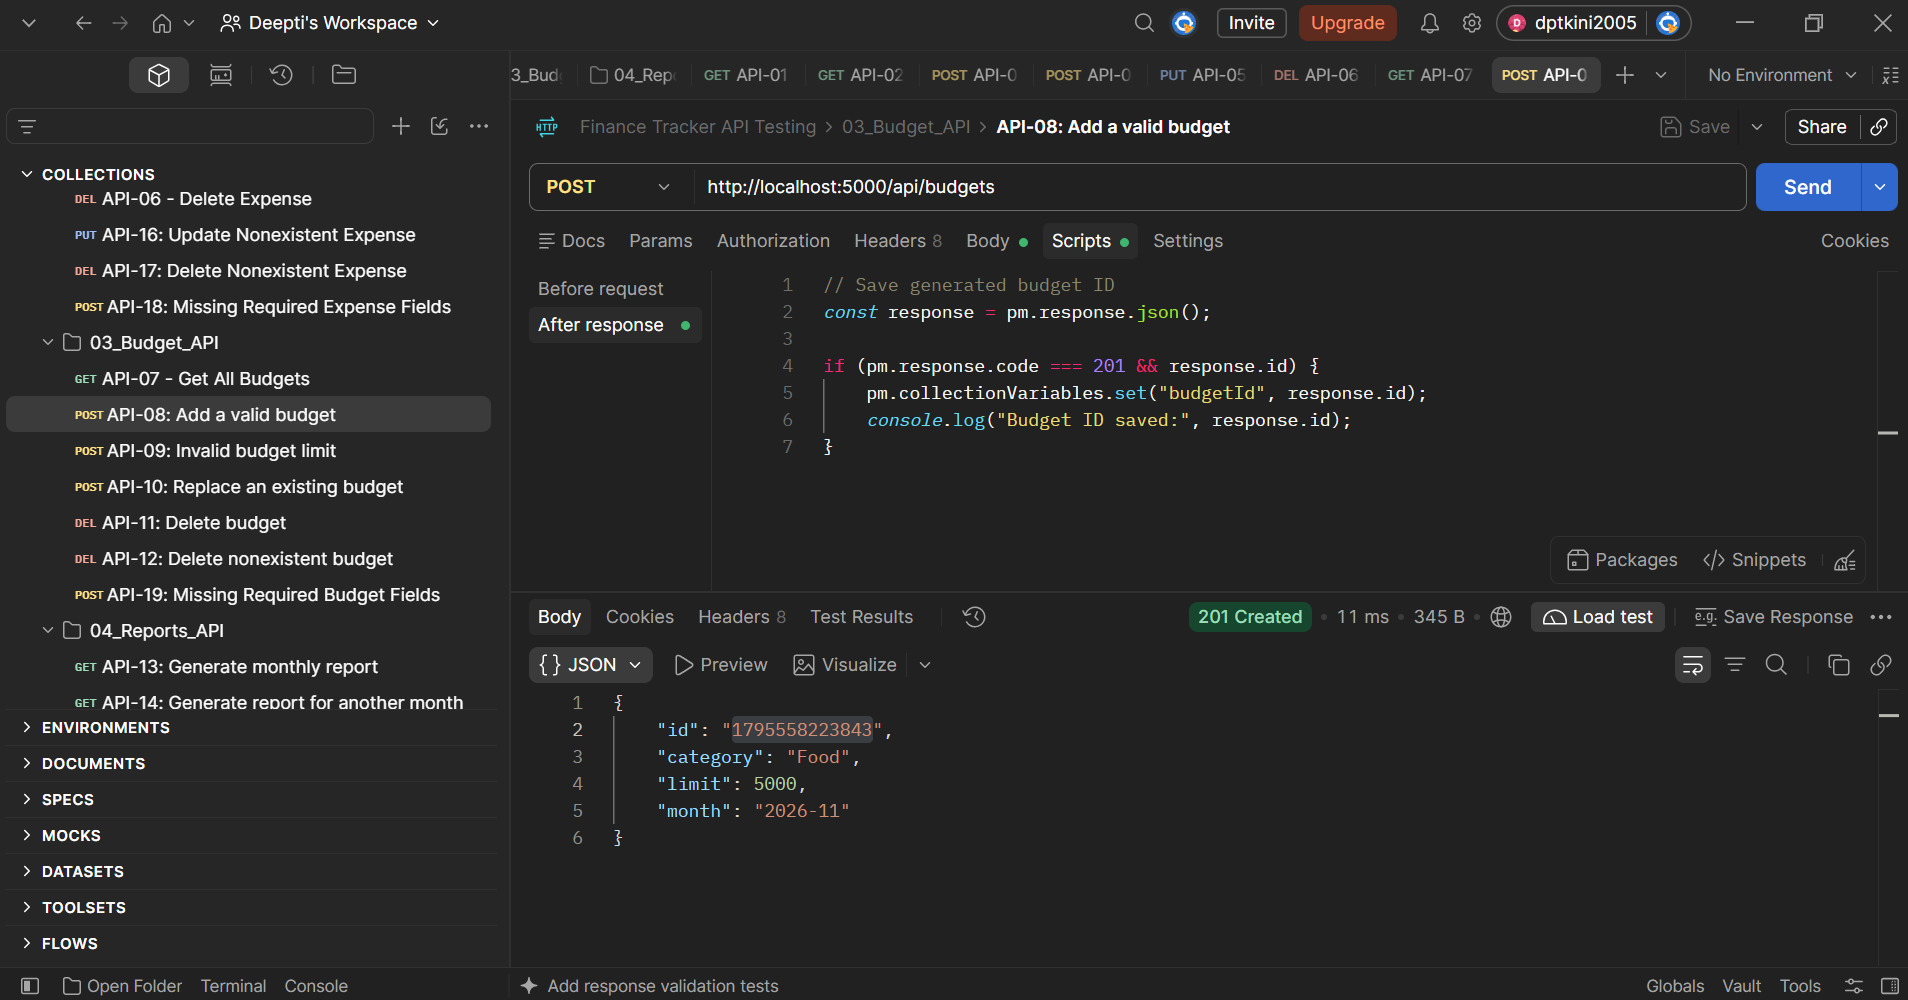 Deepti's Workspace
Invite
Upgrade
D
dptkini2005
3_Bud
04_Rep
GET API-01
GET API-02
POST API-0
POST API-0
PUT API-05
DEL API-06
GET API-07
POST API-0
No Environment
HTTP
Finance Tracker API Testing > 03_Budget_API > API-08: Add a valid budget
Save
Share
COLLECTIONS
DEL API-06 - Delete Expense
PUT API-16: Update Nonexistent Expense
DEL API-17: Delete Nonexistent Expense
POST API-18: Missing Required Expense Fields
03_Budget_API
GET API-07 - Get All Budgets
POST API-08: Add a valid budget
POST API-09: Invalid budget limit
POST API-10: Replace an existing budget
DEL API-11: Delete budget
DEL API-12: Delete nonexistent budget
POST API-19: Missing Required Budget Fields
04_Reports_API
GET API-13: Generate monthly report
GET API-14: Generate report for another month
ENVIRONMENTS
DOCUMENTS
SPECS
MOCKS
DATASETS
TOOLSETS
FLOWS
POST
http://localhost:5000/api/budgets
Send
Docs
Params
Authorization
Headers 8
Body
Scripts
Settings
Cookies
Before request
After response
1 // Save generated budget ID
2 const response = pm.response.json();
3
4 if (pm.response.code === 201 && response.id) {
5 pm.collectionVariables.set("budgetId", response.id);
6 console.log("Budget ID saved:", response.id);
7 }
Packages
</> Snippets
Body
Cookies
Headers 8
Test Results
201 Created
11 ms
345 B
Load test
e.g. Save Response
{} JSON
Preview
Visualize
1 {
2 "id": "1795558223843",
3 "category": "Food",
4 "limit": 5000,
5 "month": "2026-11"
6 }
Open Folder
Terminal
Console
Add response validation tests
Globals
Vault
Tools